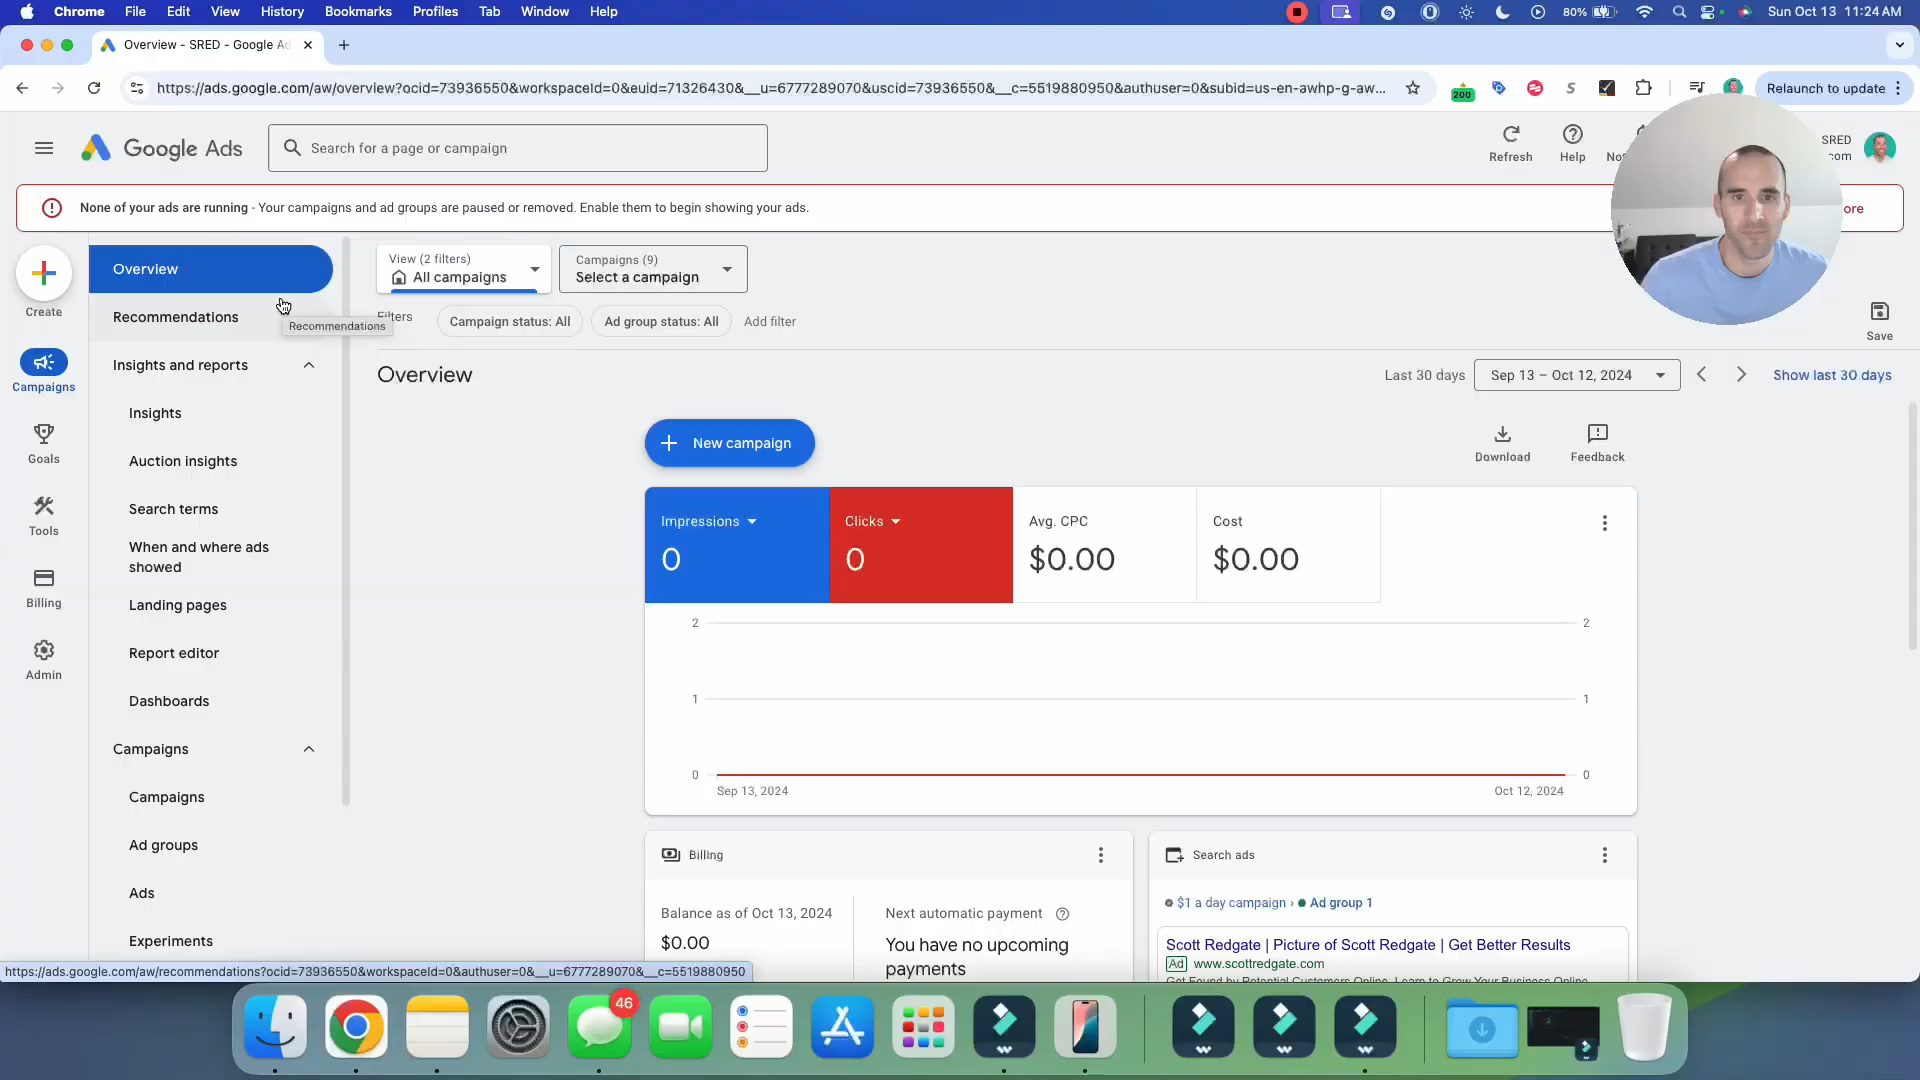 Chrome File Edit View History Bookmarks Profiles Tab Window Help 80% Sun Oct 13 11:24 AM
Overview - SRED - Google Ad
https://ads.google.com/aw/overview?ocid=73936550&workspaceId=0&euid=71326430&__u=6777289070&uscid=73936550&__c=5519880950&authuser=0&subid=us-en-awhp-g-aw... 200 Relaunch to update
Google Ads Search for a page or campaign Refresh Help SRED
None of your ads are running - Your campaigns and ad groups are paused or removed. Enable them to begin showing your ads.
Create
Campaigns
Goals
Tools
Billing
Admin
Overview
Recommendations
Recommendations
Insights and reports
Insights
Auction insights
Search terms
When and where ads
showed
Landing pages
Report editor
Dashboards
Campaigns
Campaigns
Ad groups
Ads
Experiments
View (2 filters)
All campaigns
Campaigns (9)
Select a campaign
Filters Campaign status: All Ad group status: All Add filter
Save
Overview Last 30 days Sep 13 – Oct 12, 2024 Show last 30 days
New campaign Download Feedback
Impressions Clicks Avg. CPC Cost
0 0 $0.00 $0.00
2 2
1 1
0 0
Sep 13, 2024 Oct 12, 2024
Billing
Balance as of Oct 13, 2024
$0.00
Next automatic payment
You have no upcoming
payments
Search ads
$1 a day campaign › Ad group 1
Scott Redgate | Picture of Scott Redgate | Get Better Results
Ad www.scottredgate.com
https://ads.google.com/aw/recommendations?ocid=73936550&workspaceId=0&authuser=0&__u=6777289070&__c=5519880950
46